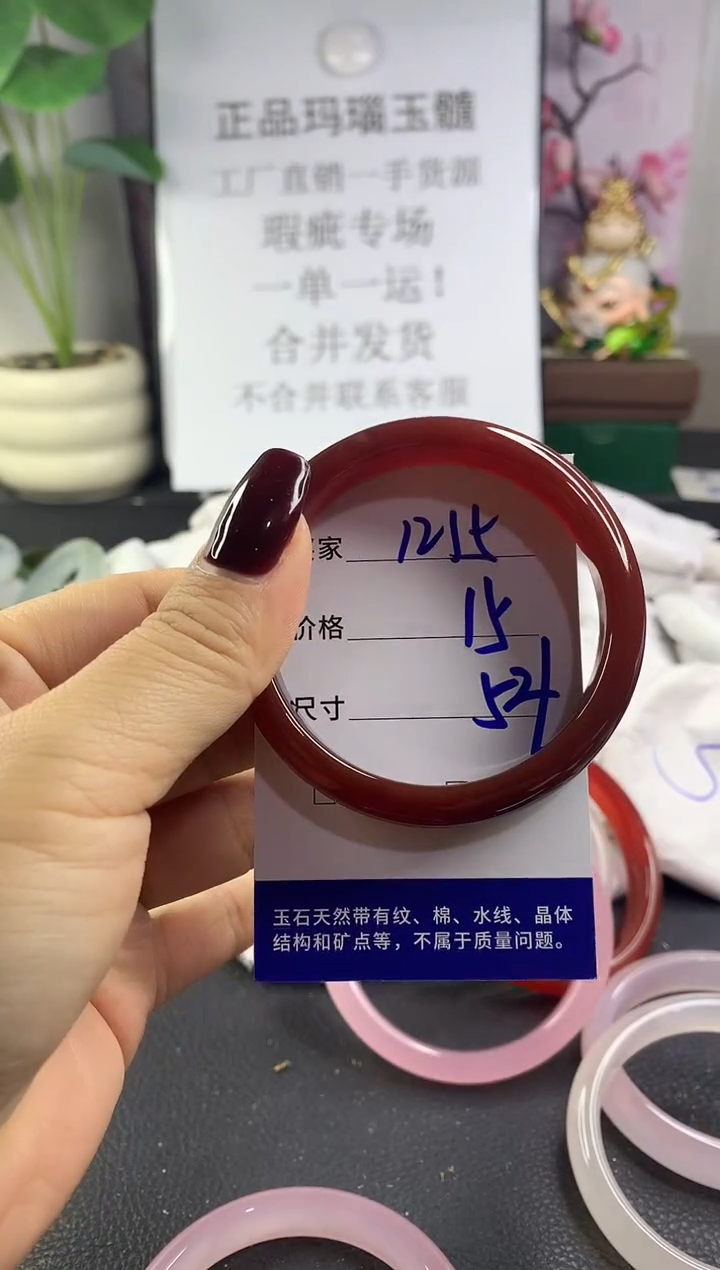 正品玛瑙玉髓
工厂直销一手货源
瑕疵专场
一单一运！
合并发货
不合并联系客服
家 1215
价格 15
尺寸 54
玉石天然带有纹、棉、水线、晶体
结构和矿点等，不属于质量问题。